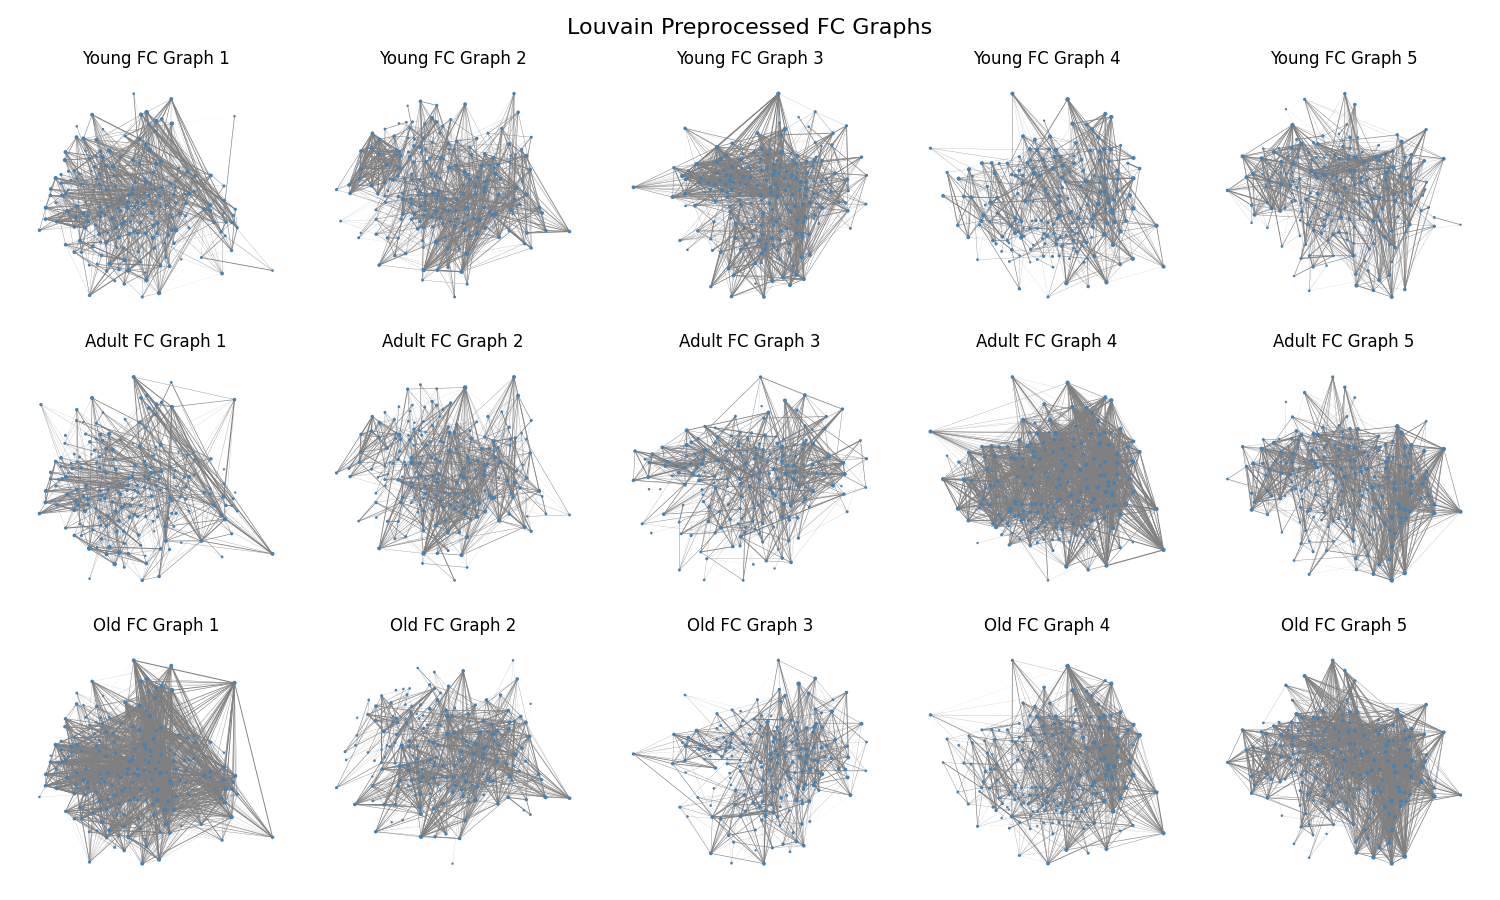 Louvain Preprocessed FC Graphs
Young FC Graph 1
Young FC Graph 2
Young FC Graph 3
Young FC Graph 4
Young FC Graph 5
Adult FC Graph 1
Adult FC Graph 2
Adult FC Graph 3
Adult FC Graph 4
Adult FC Graph 5
Old FC Graph 1
Old FC Graph 2
Old FC Graph 3
Old FC Graph 4
Old FC Graph 5